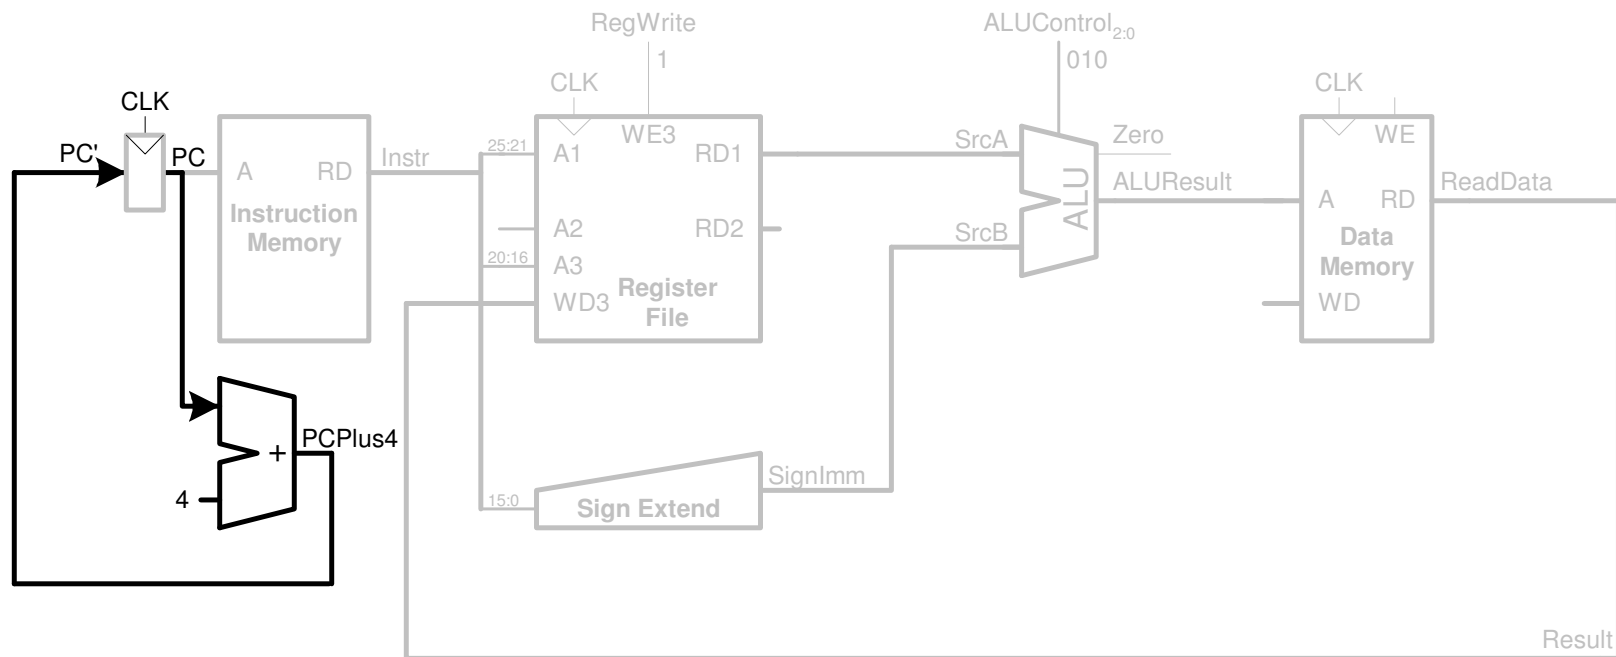 RegWrite
1
ALUControl2:0
010
CLK
PC'
PC
A
RD
Instruction
Memory
Instr
25:21
20:16
15:0
CLK
WE3
A1
RD1
A2
RD2
A3
WD3
Register
File
SrcA
SrcB
ALU
Zero
ALUResult
CLK
WE
A
RD
Data
Memory
WD
ReadData
PCPlus4
+
4
Sign Extend
SignImm
Result